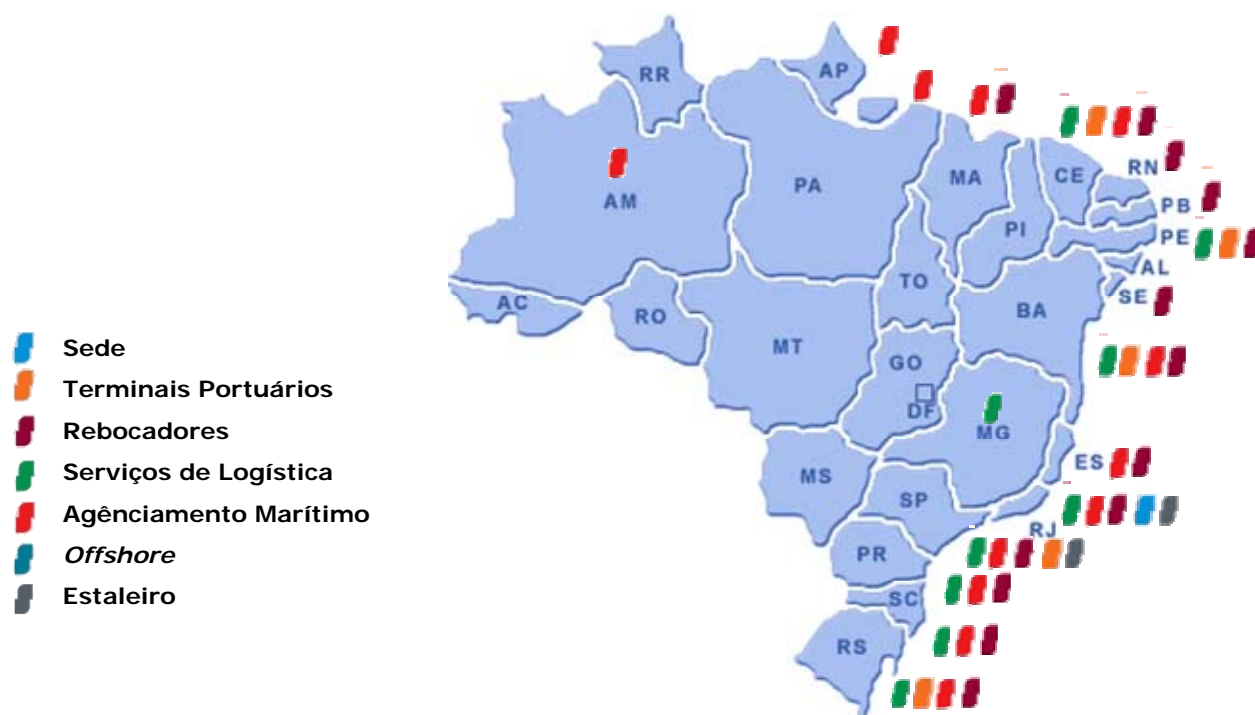 RR
AP
AM
PA
MA
CE
RN
PB
PI
PE
AL
TO
SE
AC
RO
BA
MT
GO
DF
MG
ES
MS
SP
RJ
PR
SC
RS
Sede
Terminais Portuários
Rebocadores
Serviços de Logística
Agênciamento Marítimo
Offshore
Estaleiro